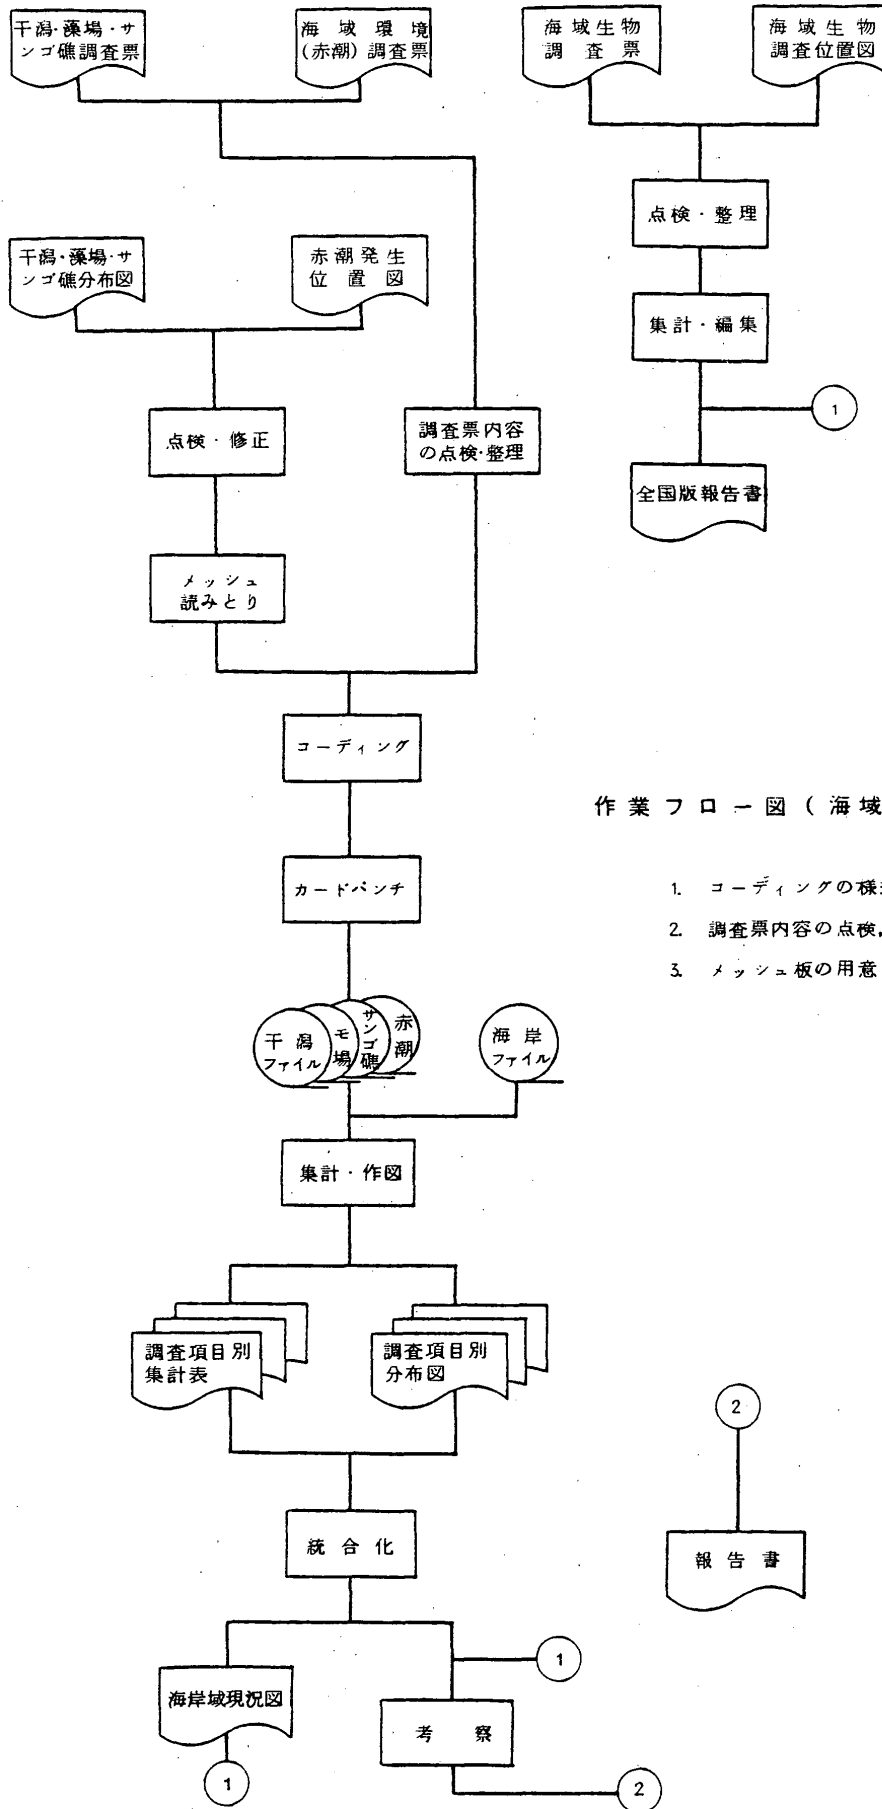 干潟・藻場・サ
ンゴ礁調査票
海域環境
(赤潮)調査票
海域生物
調査票
海域生物
調査位置図
点検・整理
干潟・藻場・サ
ンゴ礁分布図
赤潮発生
位置図
集計・編集
1
点検・修正
調査票内容
の点検・整理
全国版報告書
メッシュ
読みとり
コーディング
作業フロー図(海域
カードパンチ
1. コーディングの様
2. 調査票内容の点検,
3. メッシュ板の用意
干潟
ファイル
モ場
サンゴ礁
赤潮
海岸
ファイル
集計・作図
調査項目別
集計表
調査項目別
分布図
2
統合化
報告書
1
海岸域現況図
考察
1
2